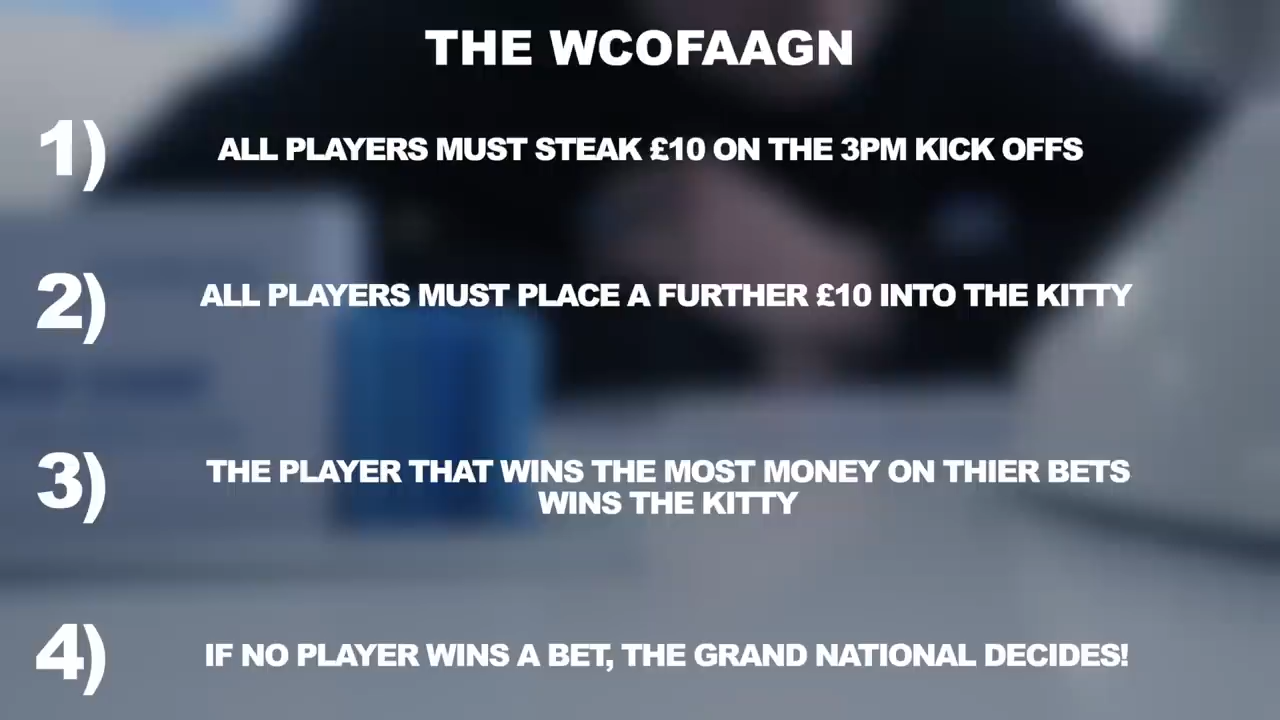 THE WCOFAAGN
1) ALL PLAYERS MUST STEAK £10 ON THE 3PM KICK OFFS
2) ALL PLAYERS MUST PLACE A FURTHER £10 INTO THE KITTY
3) THE PLAYER THAT WINS THE MOST MONEY ON THIER BETS
WINS THE KITTY
4) IF NO PLAYER WINS A BET, THE GRAND NATIONAL DECIDES!